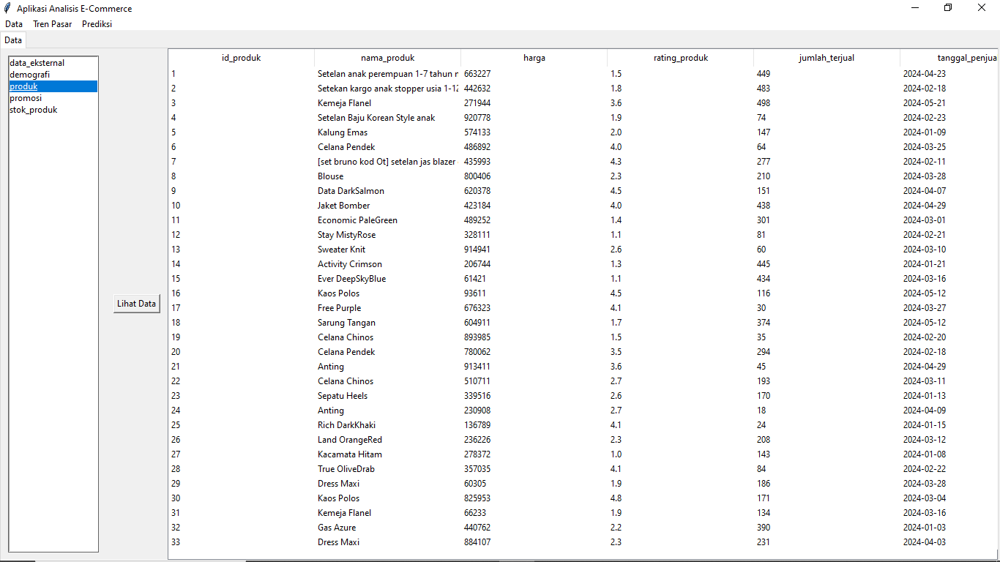 Aplikasi Analisis E-Commerce
Data Tren Pasar Prediksi
Data
data_eksternal
demografi
produk
promosi
stok_produk
Lihat Data
id_produk nama_produk harga rating_produk jumlah_terjual tanggal_penjua
1 Setelan anak perempuan 1-7 tahun 663227 1.5 449 2024-04-23
2 Setekan kargo anak stopper usia 1-12 442632 1.8 483 2024-02-18
3 Kemeja Flanel 271944 3.6 498 2024-05-21
4 Setelan Baju Korean Style anak 920778 1.9 74 2024-02-23
5 Kalung Emas 574133 2.0 147 2024-01-09
6 Celana Pendek 486892 4.0 64 2024-03-25
7 [set bruno kod Ot] setelan jas blazer 435993 4.3 277 2024-02-11
8 Blouse 800406 2.3 210 2024-03-28
9 Data DarkSalmon 620378 4.5 151 2024-04-07
10 Jaket Bomber 423184 4.0 438 2024-04-29
11 Economic PaleGreen 489252 1.4 301 2024-03-01
12 Stay MistyRose 328111 1.1 81 2024-02-21
13 Sweater Knit 914941 2.6 60 2024-03-10
14 Activity Crimson 206744 1.3 445 2024-01-21
15 Ever DeepSkyBlue 61421 1.1 434 2024-03-16
16 Kaos Polos 93611 4.5 116 2024-05-12
17 Free Purple 676323 4.1 30 2024-03-27
18 Sarung Tangan 604911 1.7 374 2024-05-12
19 Celana Chinos 893985 1.5 35 2024-02-20
20 Celana Pendek 780062 3.5 294 2024-02-18
21 Anting 913411 3.6 45 2024-04-29
22 Celana Chinos 510711 2.7 193 2024-03-11
23 Sepatu Heels 339516 2.6 170 2024-01-13
24 Anting 230908 2.7 18 2024-04-09
25 Rich DarkKhaki 136789 4.1 24 2024-01-15
26 Land OrangeRed 236226 2.3 208 2024-03-12
27 Kacamata Hitam 278372 1.0 143 2024-01-08
28 True OliveDrab 357035 4.1 84 2024-02-22
29 Dress Maxi 60305 1.9 186 2024-03-28
30 Kaos Polos 825953 4.8 171 2024-03-04
31 Kemeja Flanel 66233 1.9 134 2024-03-16
32 Gas Azure 440762 2.2 390 2024-01-03
33 Dress Maxi 884107 2.3 231 2024-04-03